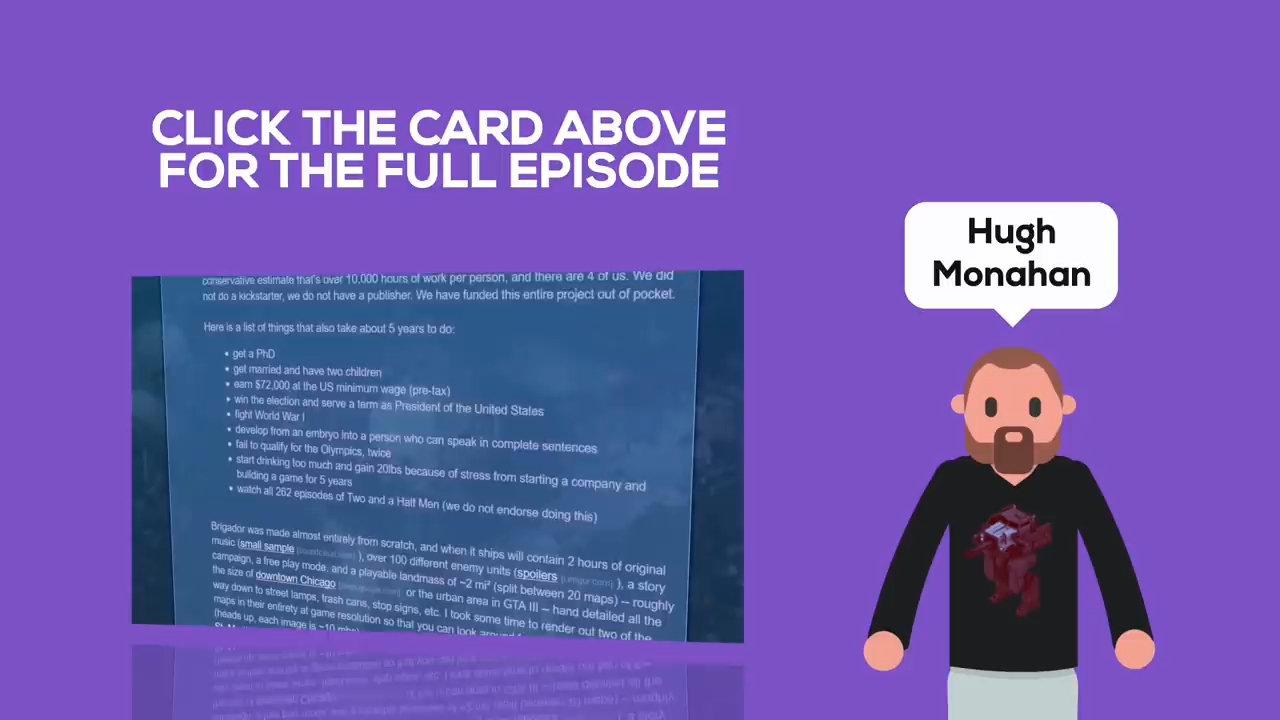 CLICK THE CARD ABOVE
FOR THE FULL EPISODE
Hugh
Monahan
conservative estimate that's over 10,000 hours of work per person, and there are 4 of us. We did
not do a kickstarter, we do not have a publisher. We have funded this entire project out of pocket.
Here is a list of things that also take about 5 years to do:
• get a PhD
• get married and have two children
• earn $72,000 at the US minimum wage (pre-tax)
• win the election and serve a term as President of the United States
• fight World War I
• develop from an embryo into a person who can speak in complete sentences
• fail to qualify for the Olympics, twice
• start drinking too much and gain 20lbs because of stress from starting a company and
building a game for 5 years
• watch all 262 episodes of Two and a Half Men (we do not endorse doing this)
Brigador was made almost entirely from scratch, and when it ships will contain 2 hours of original
music (small sample [soundcloud.com] ), over 100 different enemy units (spoilers [imgur.com] ), a story
campaign, a free play mode, and a playable landmass of ~2 mi² (split between 20 maps) — roughly
the size of downtown Chicago or the urban area in GTA III — hand detailed all the
way down to street lamps, trash cans, stop signs, etc. I took some time to render out two of the
maps in their entirety at game resolution so that you can look around
(heads up, each image is ~10 mbs)